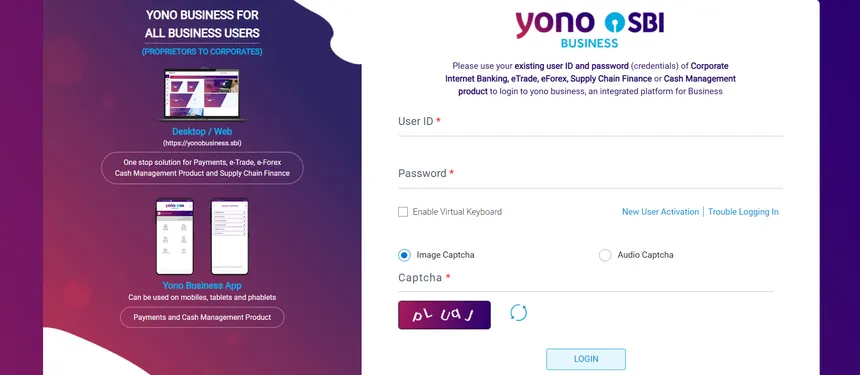 YONO BUSINESS FOR
ALL BUSINESS USERS
(PROPRIETORS TO CORPORATES)
Desktop / Web
(https://yonobusiness.sbi)
One stop solution for Payments, e-Trade, e-Forex
Cash Management Product and Supply Chain Finance
Yono Business App
Can be used on mobiles, tablets and phablets
Payments and Cash Management Product
yono SBI
BUSINESS
Please use your existing user ID and password (credentials) of Corporate
Internet Banking, eTrade, eForex, Supply Chain Finance or Cash Management
product to login to yono business, an integrated platform for Business
User ID *
Password *
Enable Virtual Keyboard
New User Activation | Trouble Logging In
Image Captcha
Audio Captcha
Captcha *
LOGIN